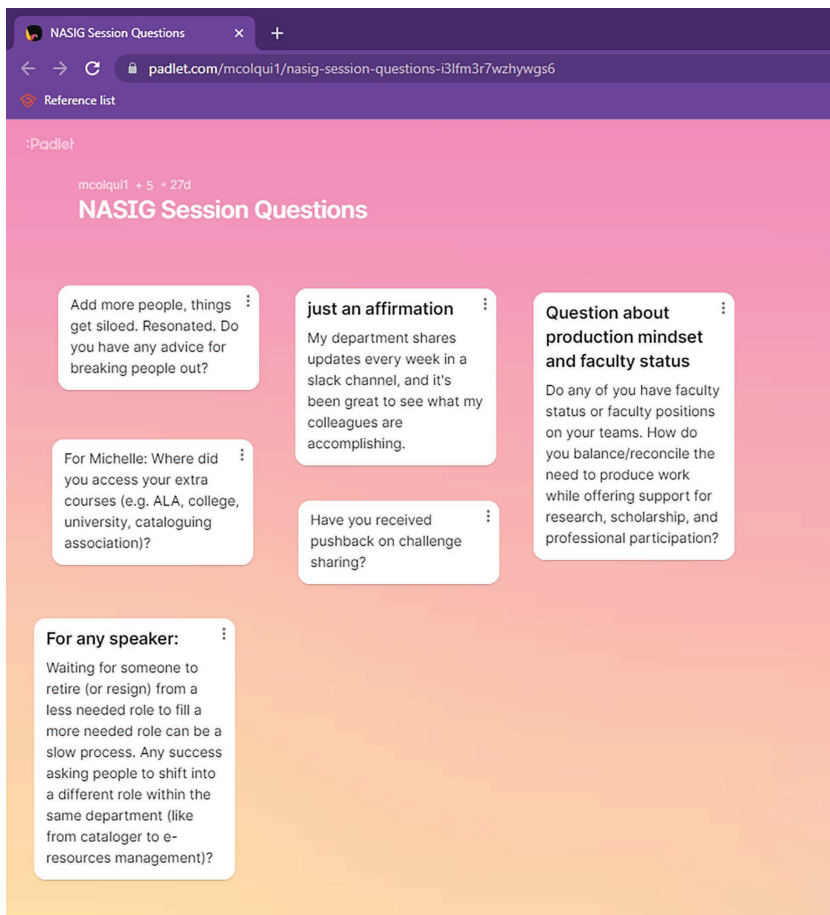 NASIG Session Questions
padlet.com/mcolqui1/nasig-session-questions-i3lfm3r7wzhywgs6
Reference list
:Padlet
mcolqui1 + 5 • 27d
NASIG Session Questions
Add more people, things
get siloed. Resonated. Do
you have any advice for
breaking people out?
just an affirmation
My department shares
updates every week in a
slack channel, and it's
been great to see what my
colleagues are
accomplishing.
Question about
production mindset
and faculty status
Do any of you have faculty
status or faculty positions
on your teams. How do
you balance/reconcile the
need to produce work
while offering support for
research, scholarship, and
professional participation?
For Michelle: Where did
you access your extra
courses (e.g. ALA, college,
university, cataloguing
association)?
Have you received
pushback on challenge
sharing?
For any speaker:
Waiting for someone to
retire (or resign) from a
less needed role to fill a
more needed role can be a
slow process. Any success
asking people to shift into
a different role within the
same department (like
from cataloger to e-
resources management)?